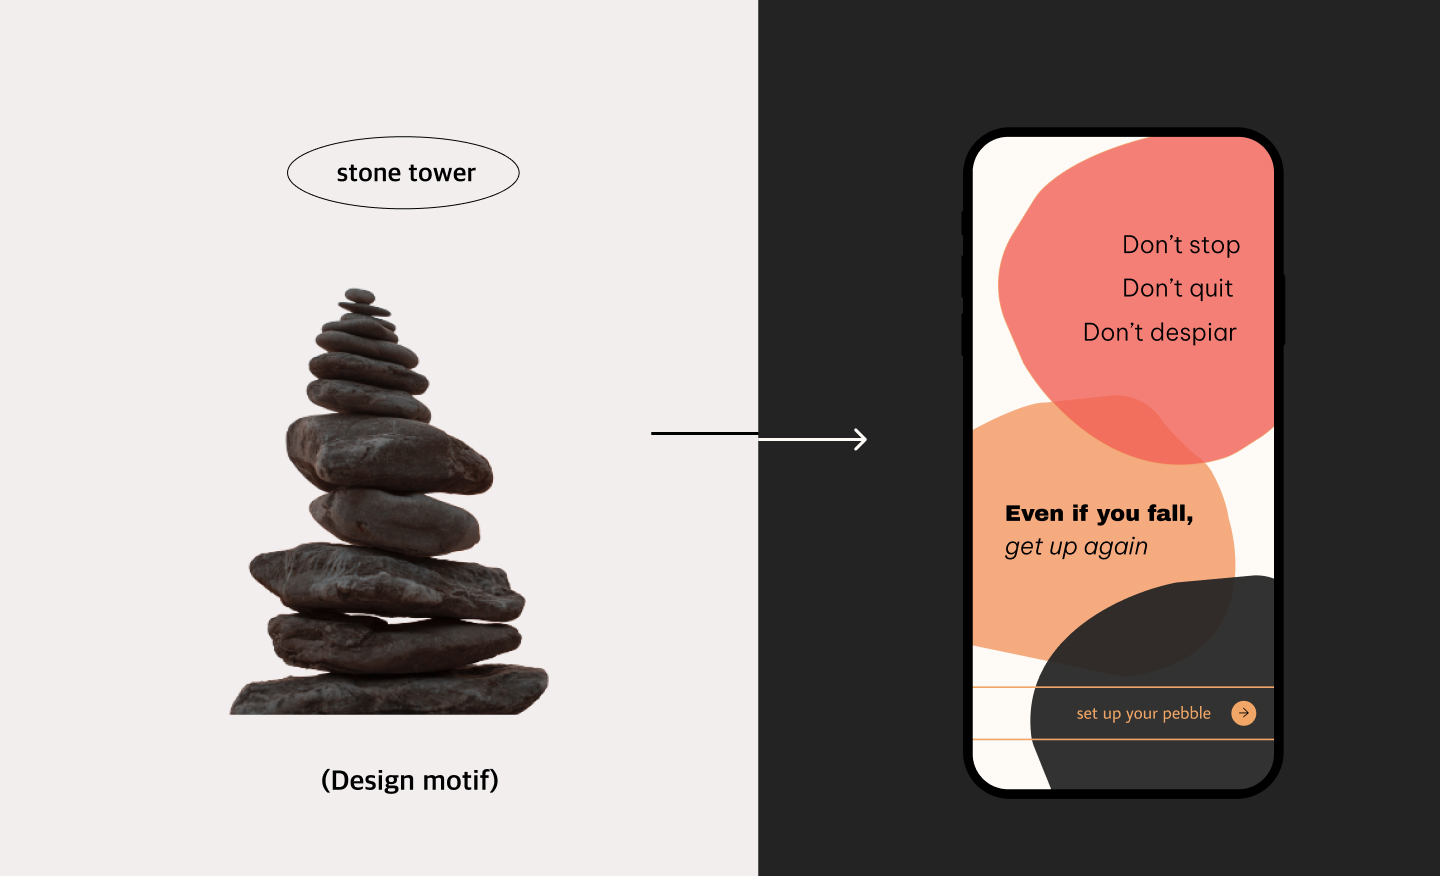 stone tower
(Design motif)
Don’t stop
Don’t quit
Don’t despiar
Even if you fall,
get up again
set up your pebble